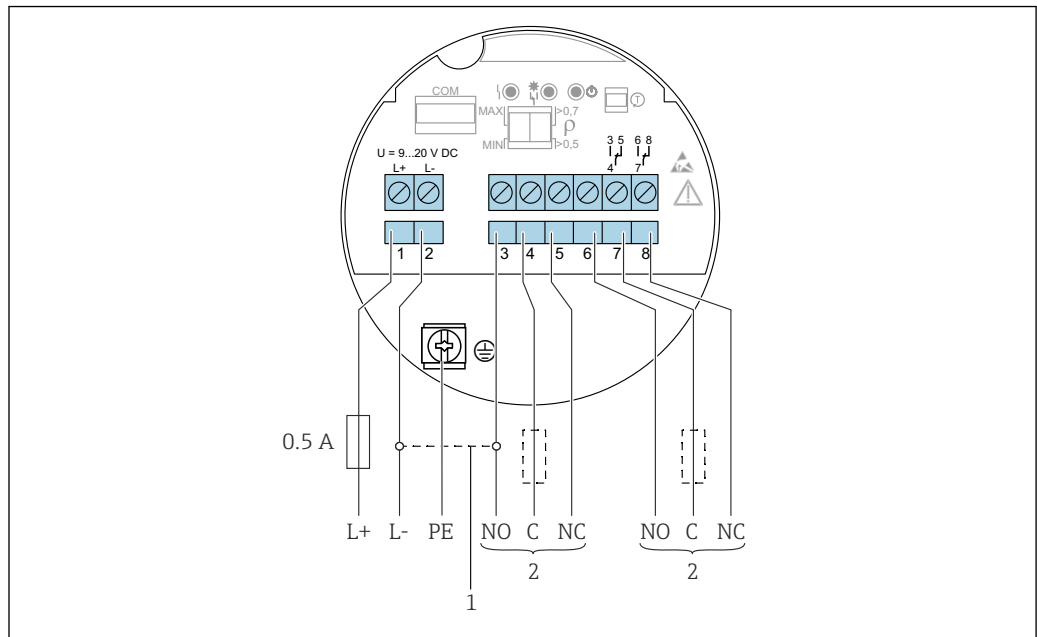 COM
MAX
>0,7
ρ
MIN
>0,5
T
U = 9...20 V DC
L+ L-
3 5 6 8
4 7
1 2 3 4 5 6 7 8
0.5 A
L+ L- PE NO C NC NO C NC
2 2
1